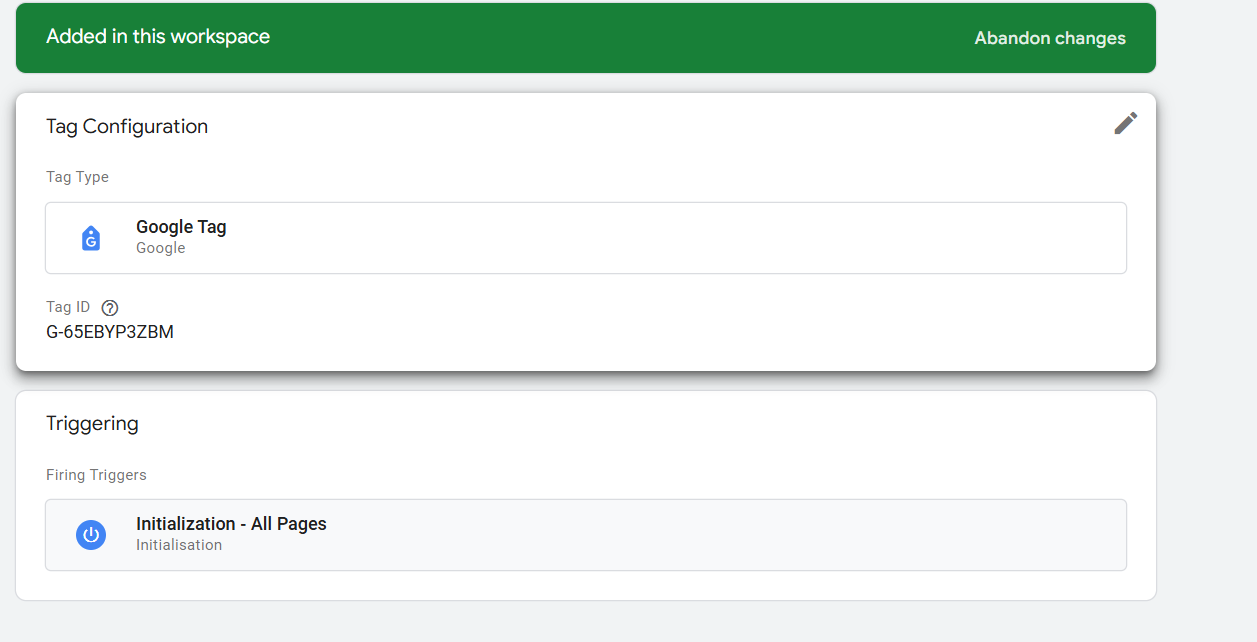 Added in this workspace
Abandon changes
Tag Configuration
Tag Type
Google Tag
Google
Tag ID
G-65EBYP3ZBM
Triggering
Firing Triggers
Initialization - All Pages
Initialisation